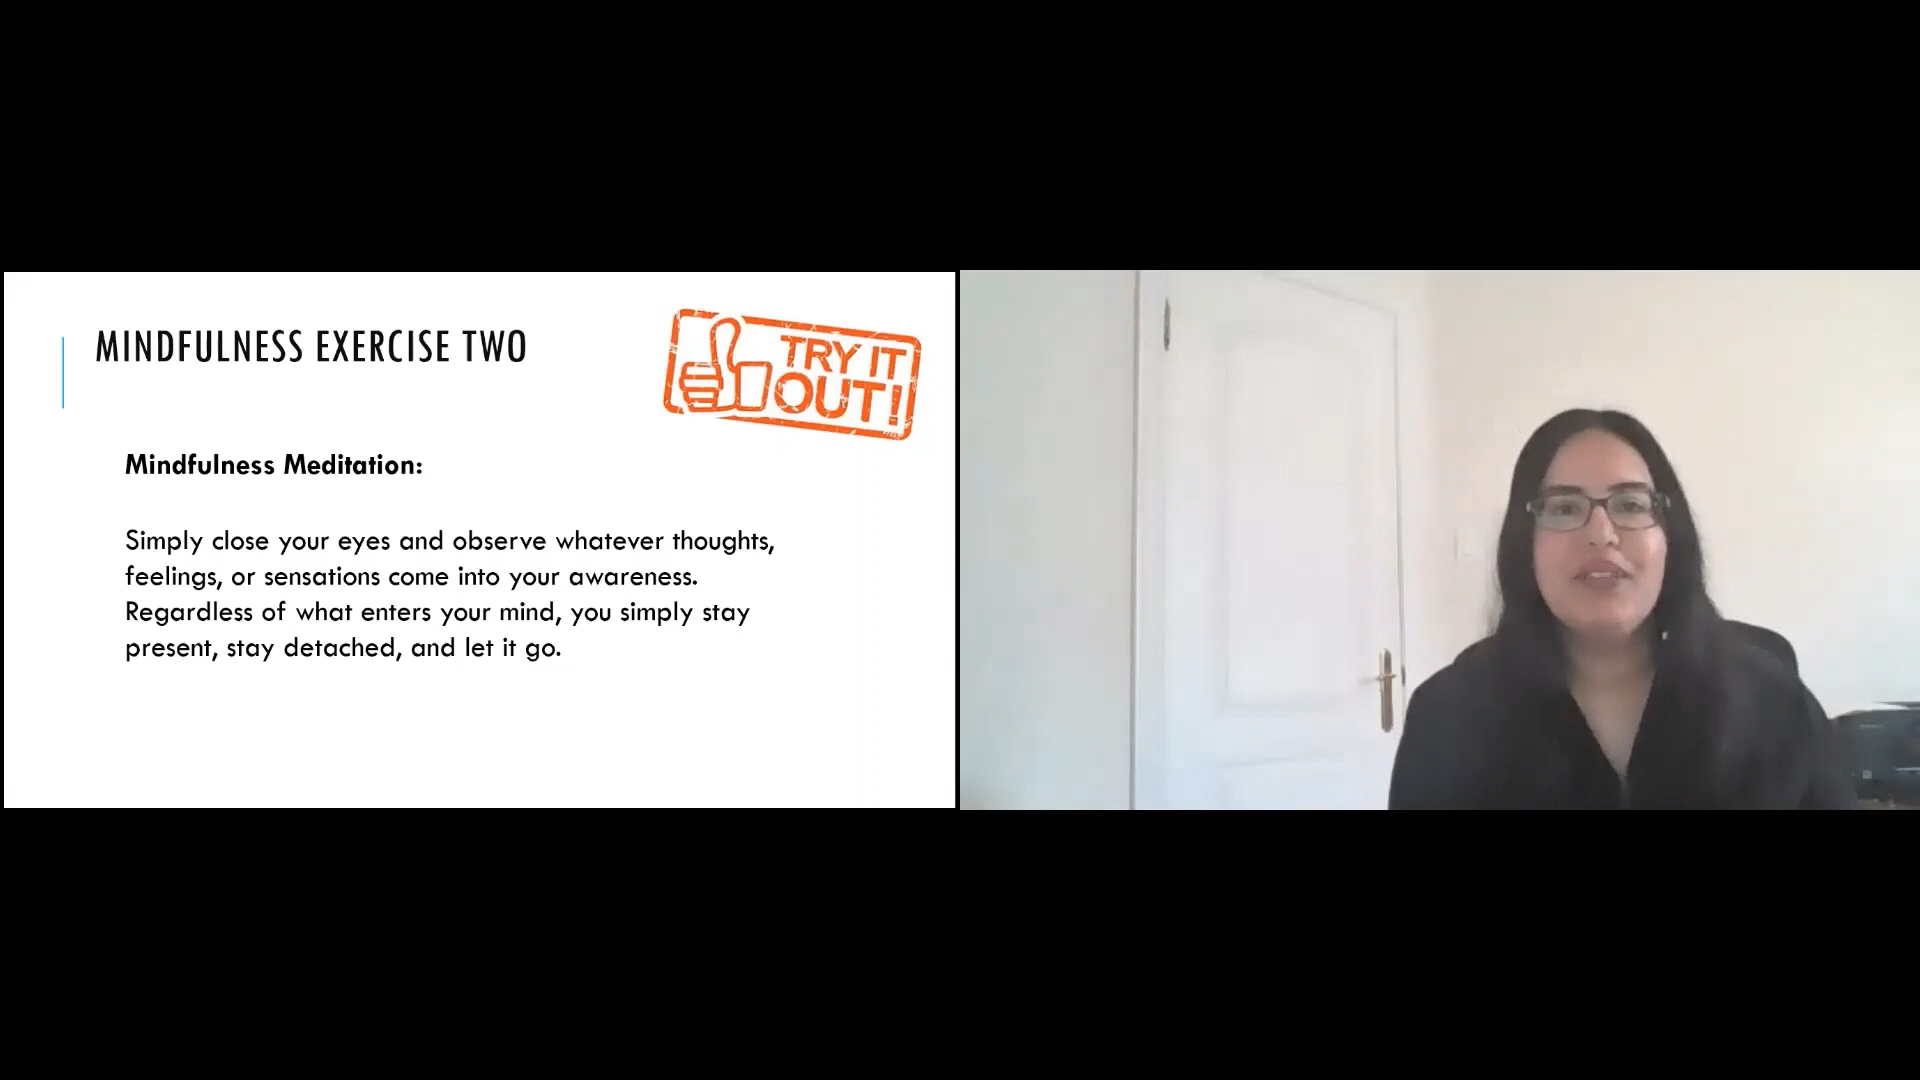 MINDFULNESS EXERCISE TWO
TRY IT
OUT!
Mindfulness Meditation:
Simply close your eyes and observe whatever thoughts,
feelings, or sensations come into your awareness.
Regardless of what enters your mind, you simply stay
present, stay detached, and let it go.